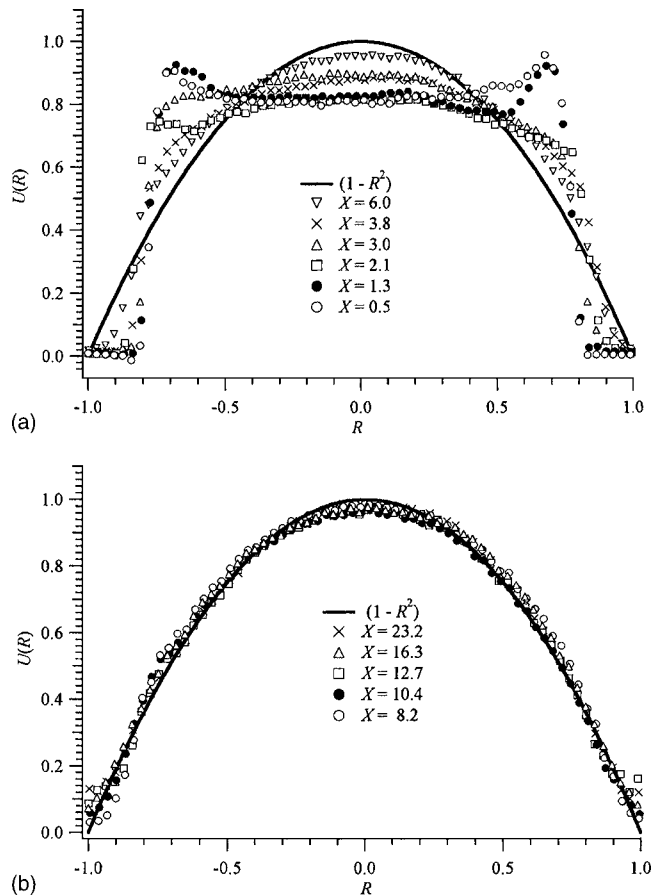 1.0
0.8
0.6
0.4
0.2
0.0
U(R)
(1 - R²)
X = 6.0
X = 3.8
X = 3.0
X = 2.1
X = 1.3
X = 0.5
-1.0 -0.5 0.0 0.5 1.0
R
(a)
1.0
0.8
0.6
0.4
0.2
0.0
U(R)
(1 - R²)
X = 23.2
X = 16.3
X = 12.7
X = 10.4
X = 8.2
-1.0 -0.5 0.0 0.5 1.0
R
(b)